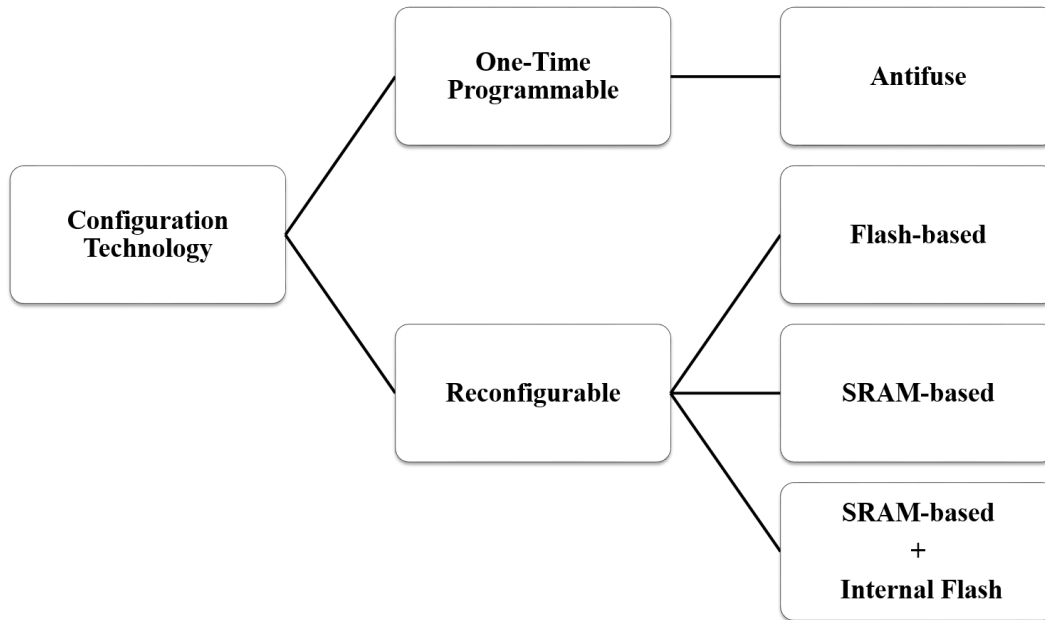 Configuration
Technology
One-Time
Programmable
Antifuse
Reconfigurable
Flash-based
SRAM-based
SRAM-based
+
Internal Flash